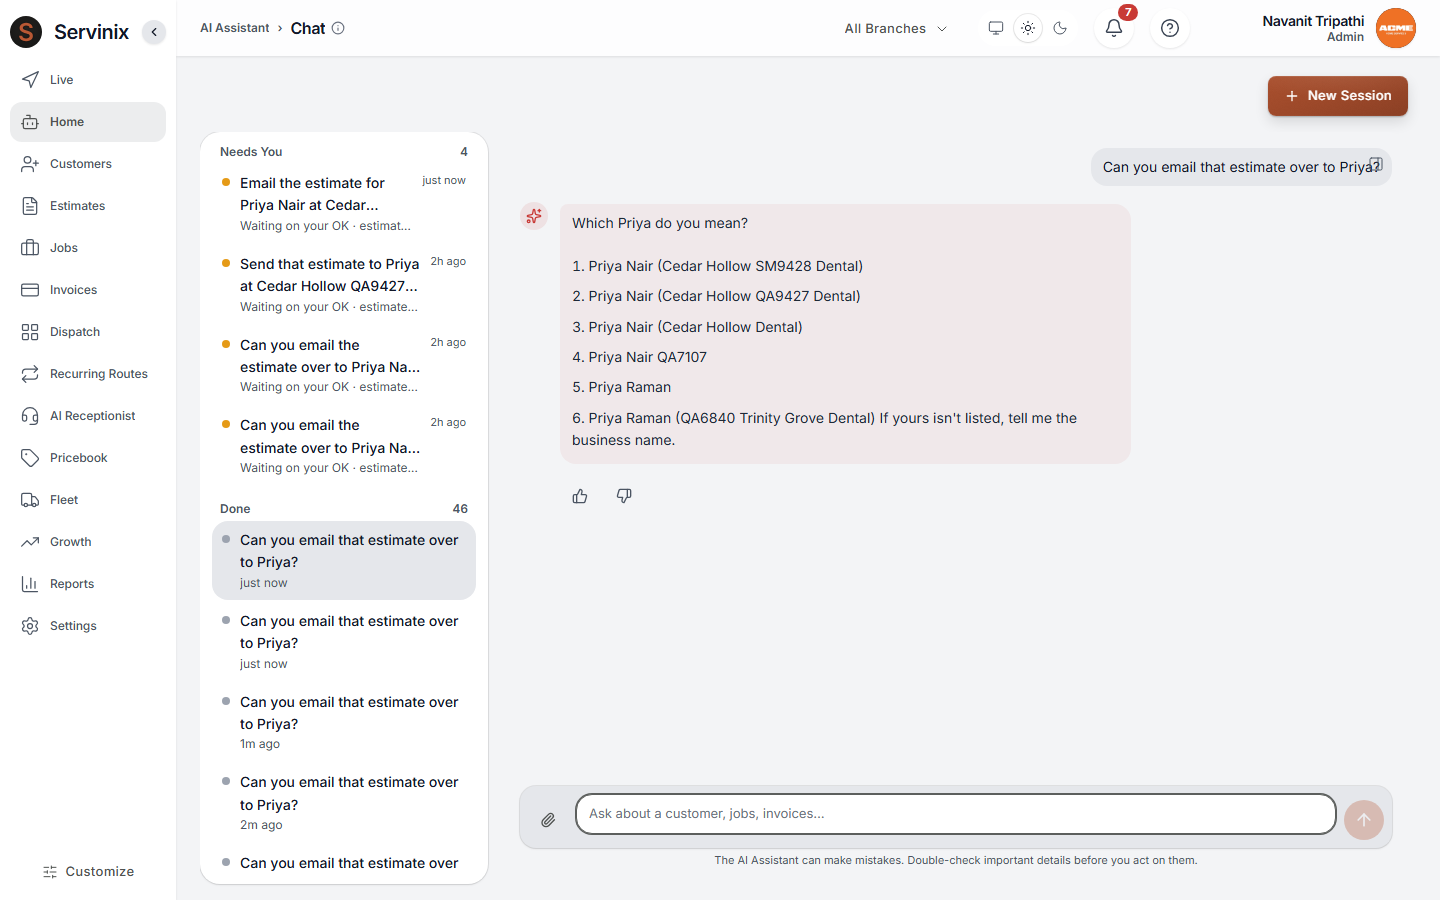 Servinix
AI Assistant › Chat
All Branches
7
Navanit Tripathi
Admin
ACME
Live
Home
Customers
Estimates
Jobs
Invoices
Dispatch
Recurring Routes
AI Receptionist
Pricebook
Fleet
Growth
Reports
Settings
Customize
+ New Session
Needs You 4
Email the estimate for just now
Priya Nair at Cedar...
Waiting on your OK · estimat...
Send that estimate to Priya 2h ago
at Cedar Hollow QA9427...
Waiting on your OK · estimate...
Can you email the 2h ago
estimate over to Priya Na...
Waiting on your OK · estimate...
Can you email the 2h ago
estimate over to Priya Na...
Waiting on your OK · estimate...
Done 46
Can you email that estimate over
to Priya?
just now
Can you email that estimate over
to Priya?
just now
Can you email that estimate over
to Priya?
1m ago
Can you email that estimate over
to Priya?
2m ago
Can you email that estimate over
Can you email that estimate over to Priya?
Which Priya do you mean?
1. Priya Nair (Cedar Hollow SM9428 Dental)
2. Priya Nair (Cedar Hollow QA9427 Dental)
3. Priya Nair (Cedar Hollow Dental)
4. Priya Nair QA7107
5. Priya Raman
6. Priya Raman (QA6840 Trinity Grove Dental) If yours isn't listed, tell me the
business name.
Ask about a customer, jobs, invoices...
The AI Assistant can make mistakes. Double-check important details before you act on them.